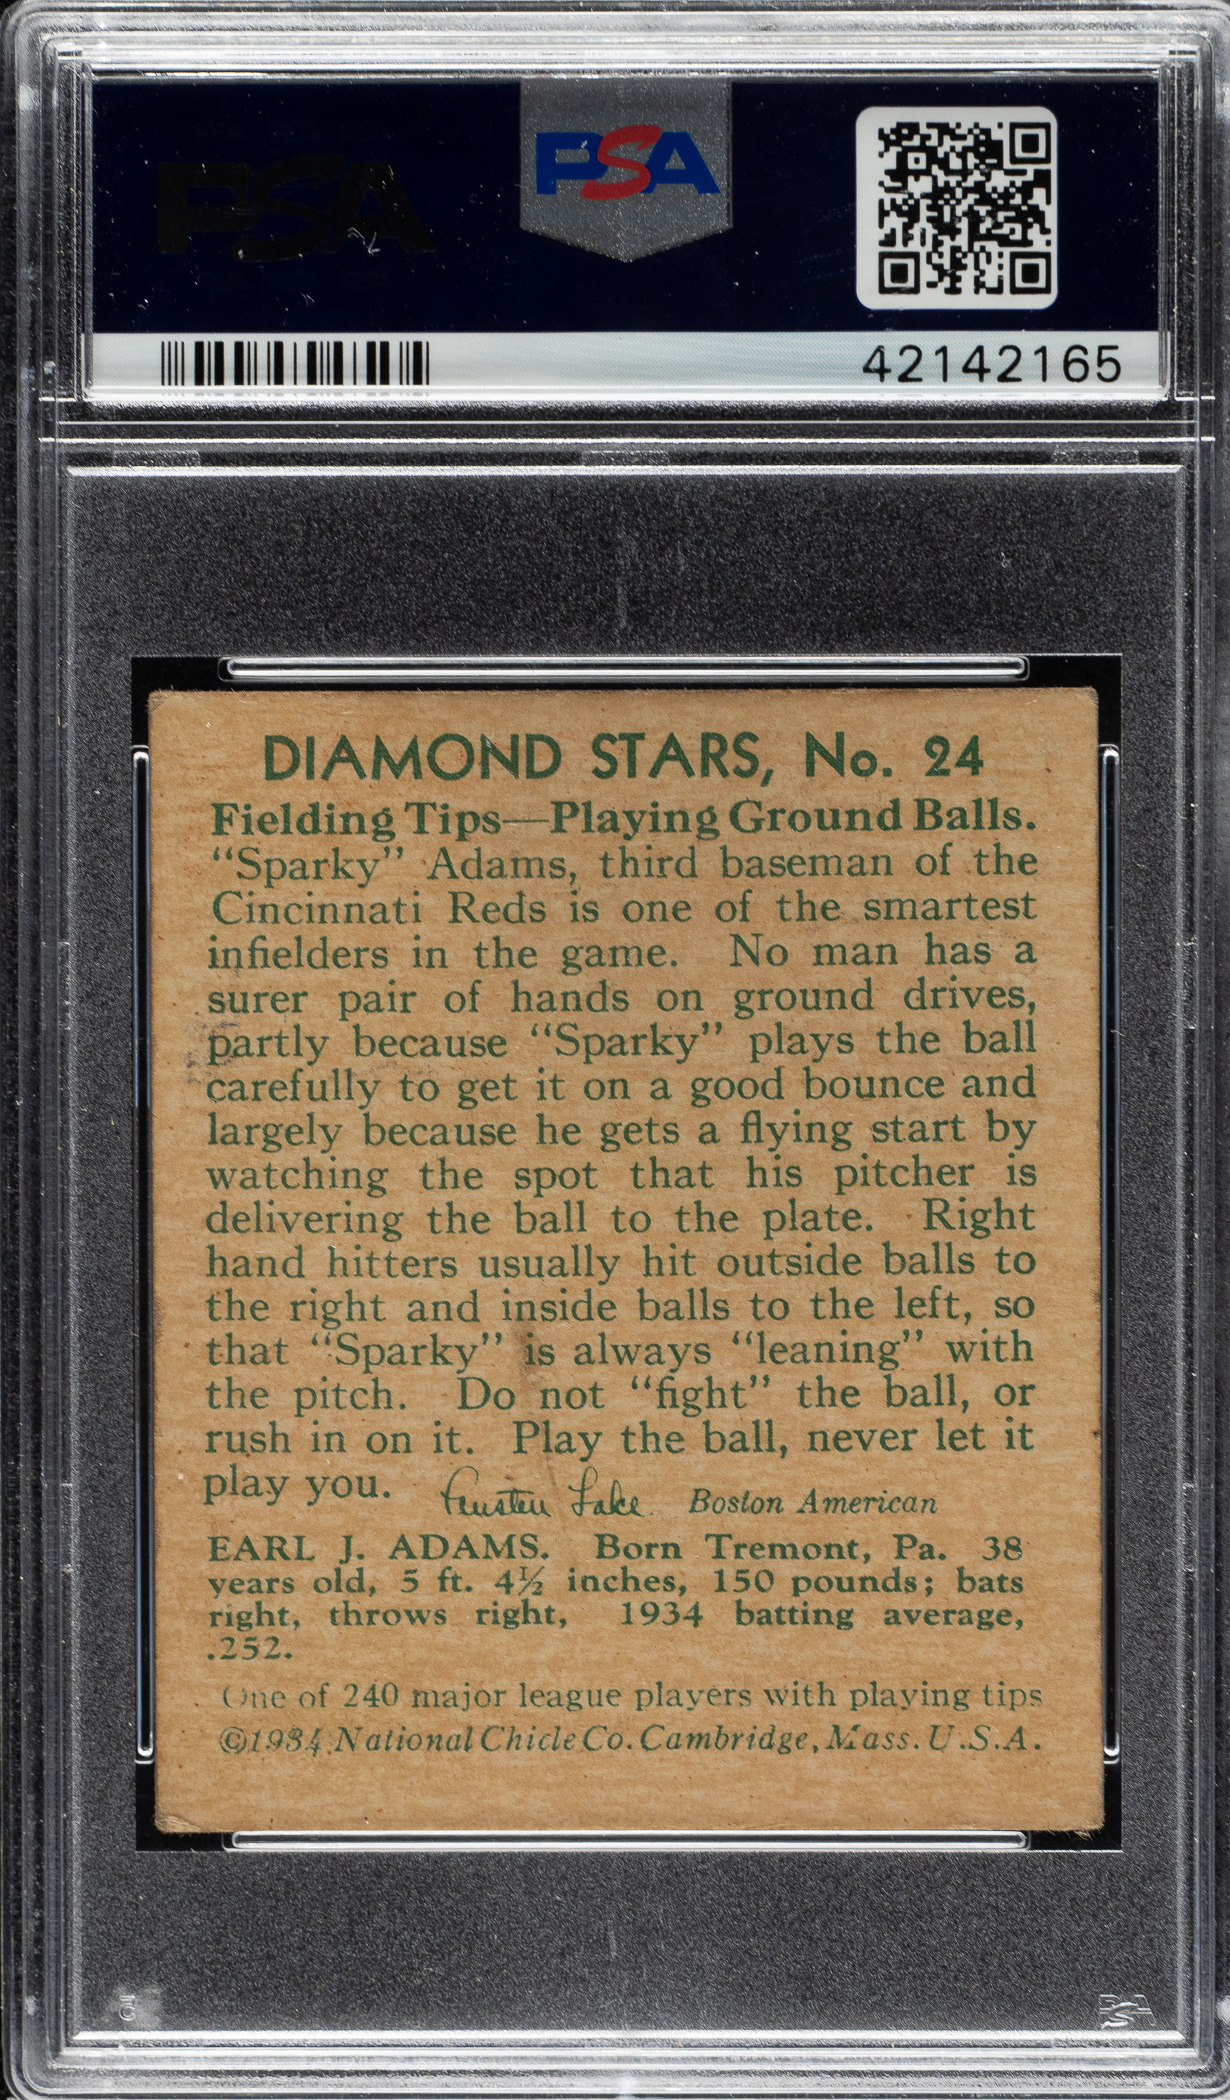 PSA
PSA
42142165
DIAMOND STARS, No. 24
Fielding Tips—Playing Ground Balls.
“Sparky” Adams, third baseman of the
Cincinnati Reds is one of the smartest
infielders in the game. No man has a
surer pair of hands on ground drives,
partly because “Sparky” plays the ball
carefully to get it on a good bounce and
largely because he gets a flying start by
watching the spot that his pitcher is
delivering the ball to the plate. Right
hand hitters usually hit outside balls to
the right and inside balls to the left, so
that “Sparky” is always “leaning” with
the pitch. Do not “fight” the ball, or
rush in on it. Play the ball, never let it
play you. Austen Lake Boston American
EARL J. ADAMS. Born Tremont, Pa. 38
years old, 5 ft. 4½ inches, 150 pounds; bats
right, throws right, 1934 batting average,
.252.
One of 240 major league players with playing tips
©1934 National Chicle Co. Cambridge, Mass. U.S.A.
5
PSA